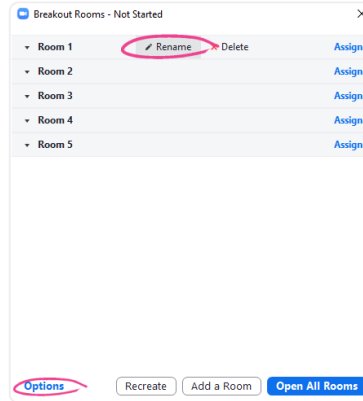 Breakout Rooms - Not Started
Room 1 Rename Delete Assign
Room 2 Assign
Room 3 Assign
Room 4 Assign
Room 5 Assign
Options Recreate Add a Room Open All Rooms